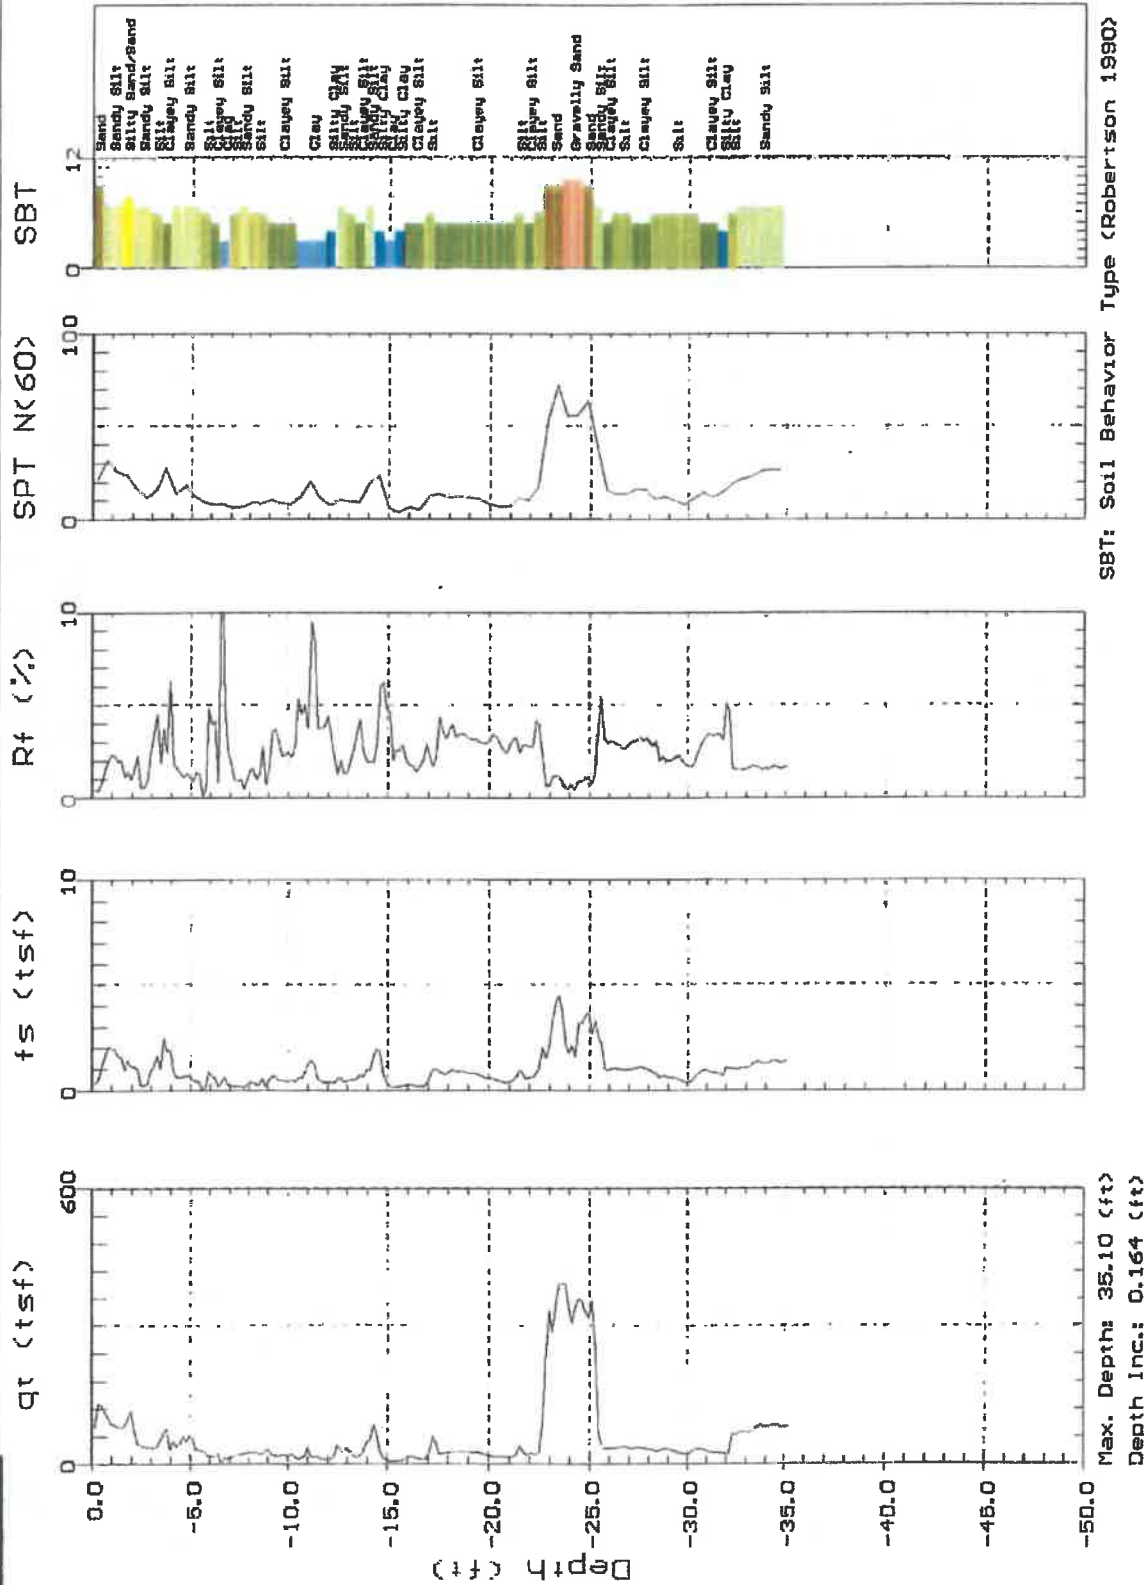 qt (tsf)
0
600
fs (tsf)
0
10
Rf (%)
0
10
SPT N(60)
0
100
SBT
0
12
Depth (ft)
0.0
-5.0
-10.0
-15.0
-20.0
-25.0
-30.0
-35.0
-40.0
-45.0
-50.0
Sand
Sandy Silt
Silty Sand/Sand
Sandy Silt
Silt
Clayey Silt
Sandy Silt
Silt
Clayey Silt
Clay
Silt
Sandy Silt
Silt
Clayey Silt
Clay
Silty Clay
Sandy Silt
Silt
Clayey Silt
Sandy Silt
Silty Clay
Clay
Silty Clay
Clayey Silt
Silt
Clayey Silt
Silt
Clayey Silt
Silt
Sand
Gravelly Sand
Sand
Sandy Silt
Clayey Silt
Silt
Clayey Silt
Silt
Clayey Silt
Silty Clay
Silt
Sandy Silt
Max. Depth: 35.10 (ft)
Depth Inc.: 0.164 (ft)
SBT: Soil Behavior Type (Robertson 1990)